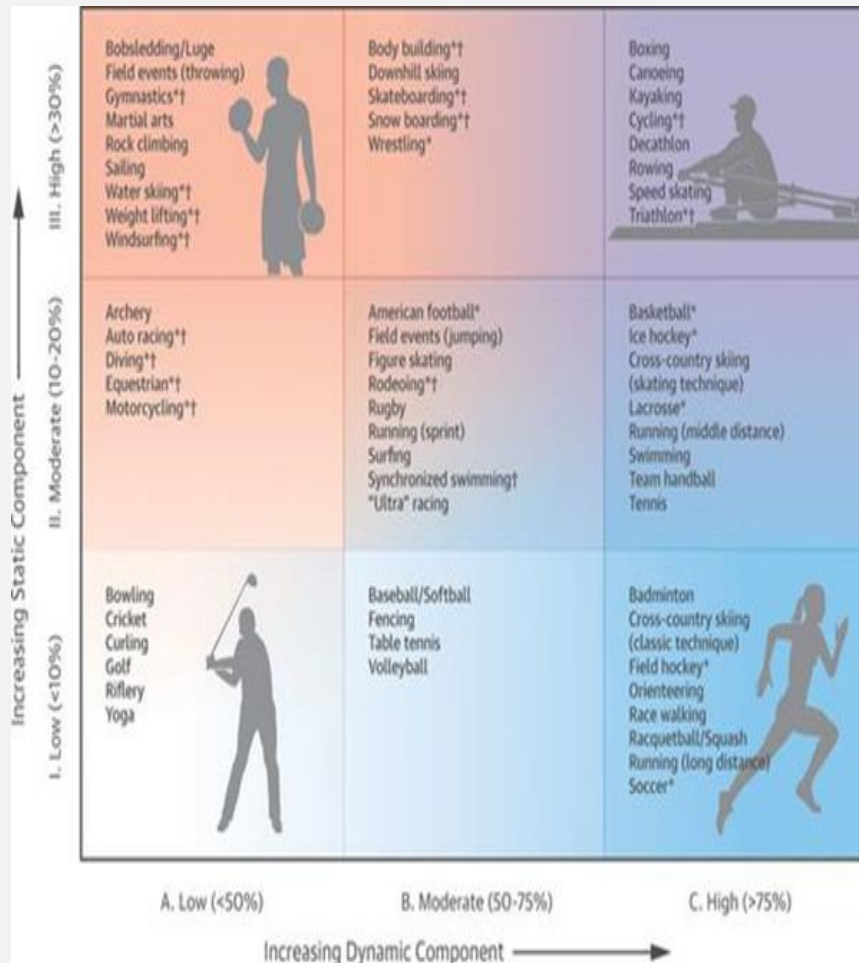 Increasing Static Component
III. High (>30%)
Bobsledding/Luge
Field events (throwing)
Gymnastics*†
Martial arts
Rock climbing
Sailing
Water skiing*†
Weight lifting*†
Windsurfing*†
Body building*†
Downhill skiing
Skateboarding*†
Snow boarding*†
Wrestling*
Boxing
Canoeing
Kayaking
Cycling*†
Decathlon
Rowing
Speed skating
Triathlon*†
II. Moderate (10-20%)
Archery
Auto racing*†
Diving*†
Equestrian*†
Motorcycling*†
American football*
Field events (jumping)
Figure skating
Rodeoing*†
Rugby
Running (sprint)
Surfing
Synchronized swimming†
"Ultra" racing
Basketball*
Ice hockey*
Cross-country skiing
(skating technique)
Lacrosse*
Running (middle distance)
Swimming
Team handball
Tennis
I. Low (<10%)
Bowling
Cricket
Curling
Golf
Riflery
Yoga
Baseball/Softball
Fencing
Table tennis
Volleyball
Badminton
Cross-country skiing
(classic technique)
Field hockey*
Orienteering
Race walking
Racquetball/Squash
Running (long distance)
Soccer*
A. Low (<50%)
B. Moderate (50-75%)
C. High (>75%)
Increasing Dynamic Component